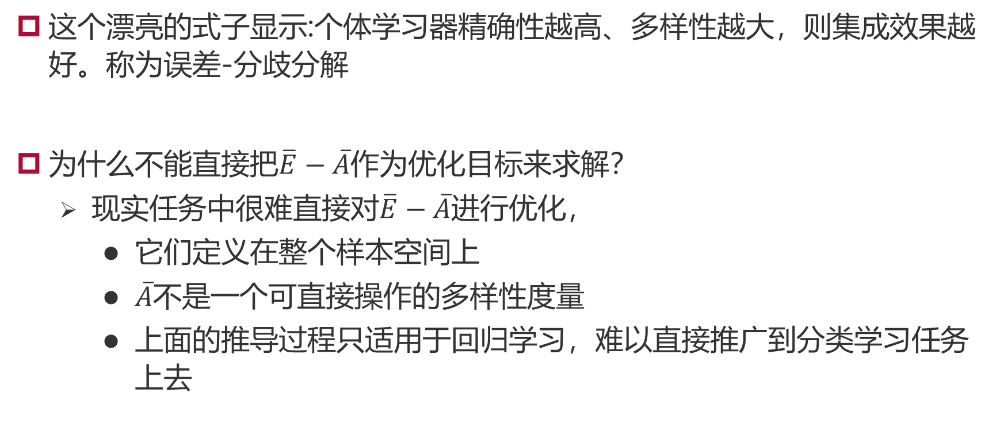 这个漂亮的式子显示:个体学习器精确性越高、多样性越大，则集成效果越
好。称为误差-分歧分解
为什么不能直接把E̅ − A̅作为优化目标来求解？
现实任务中很难直接对E̅ − A̅进行优化，
它们定义在整个样本空间上
A̅不是一个可直接操作的多样性度量
上面的推导过程只适用于回归学习，难以直接推广到分类学习任务
上去